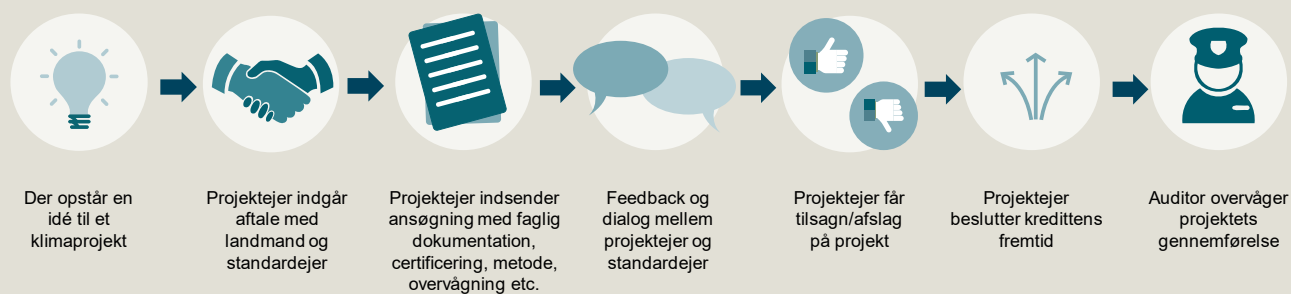 Der opstår en
idé til et
klimaprojekt
Projektejer indgår
aftale med
landmand og
standardejer
Projektejer indsender
ansøgning med faglig
dokumentation,
certificering, metode,
overvågning etc.
Feedback og
dialog mellem
projektejer og
standardejer
Projektejer får
tilsagn/afslag
på projekt
Projektejer
beslutter kredittens
fremtid
Auditor overvåger
projektets
gennemførelse